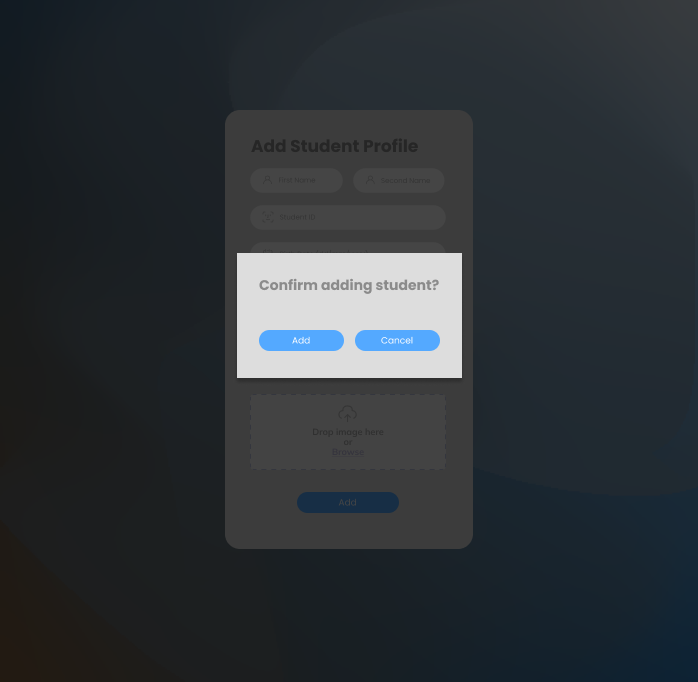 Add Student Profile
First Name
Second Name
Student ID
Confirm adding student?
Add
Cancel
Drop image here
or
Browse
Add